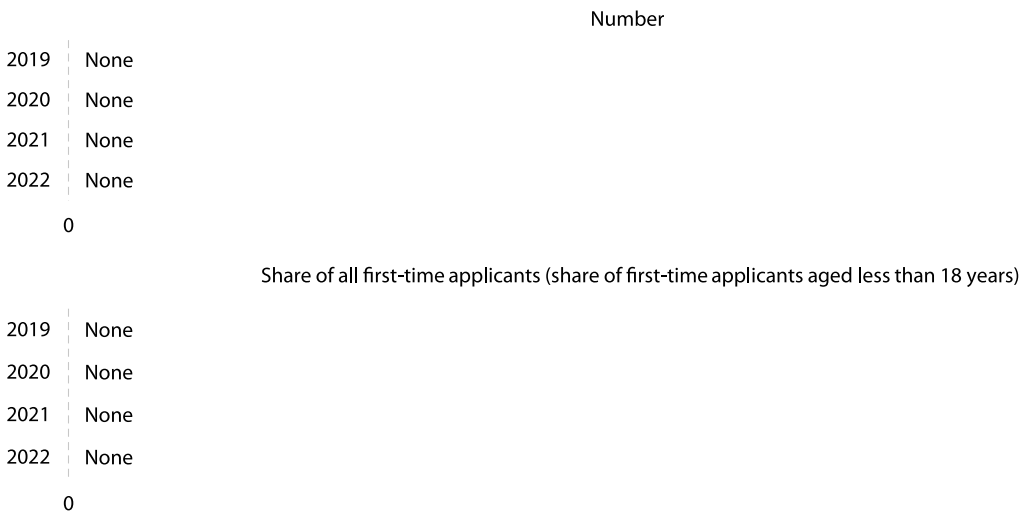 Number
2019 None
2020 None
2021 None
2022 None
0
Share of all first-time applicants (share of first-time applicants aged less than 18 years)
2019 None
2020 None
2021 None
2022 None
0